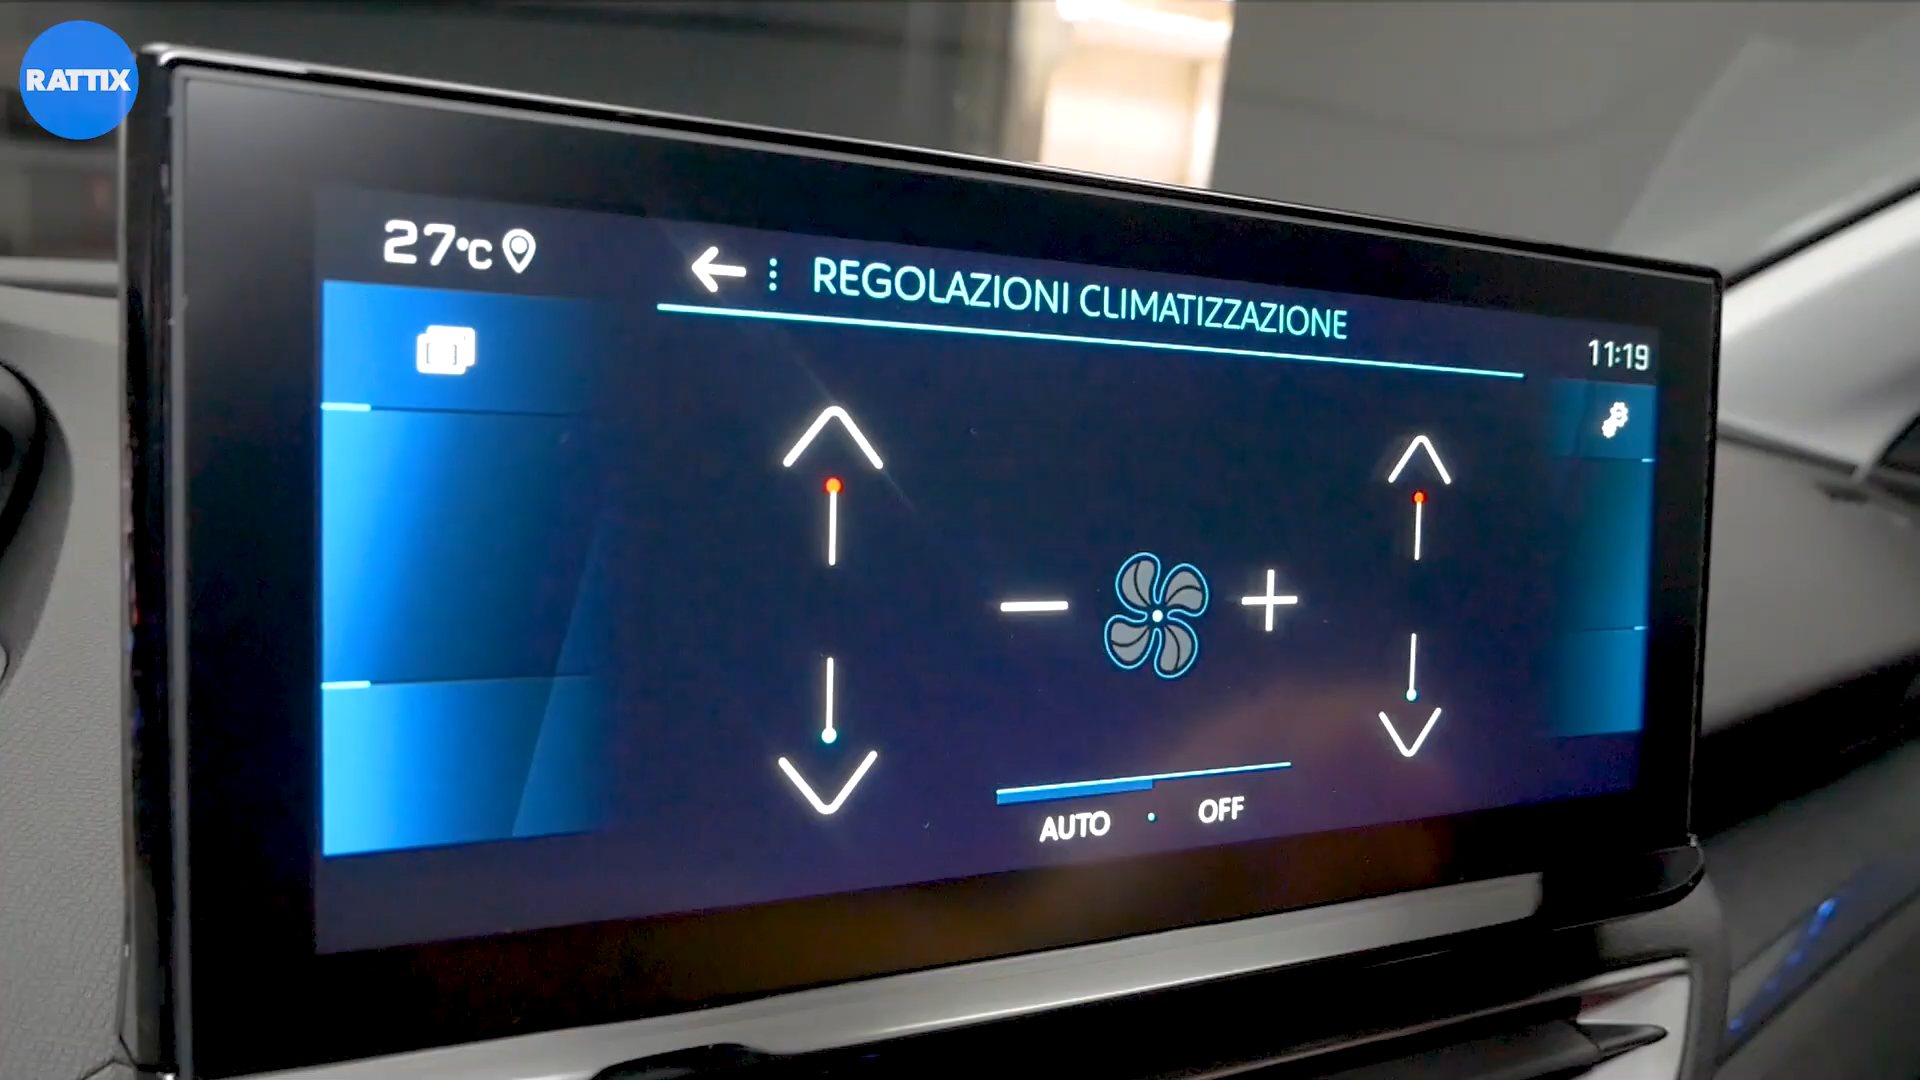 RATTIX
27°C
REGOLAZIONI CLIMATIZZAZIONE
11:19
AUTO • OFF